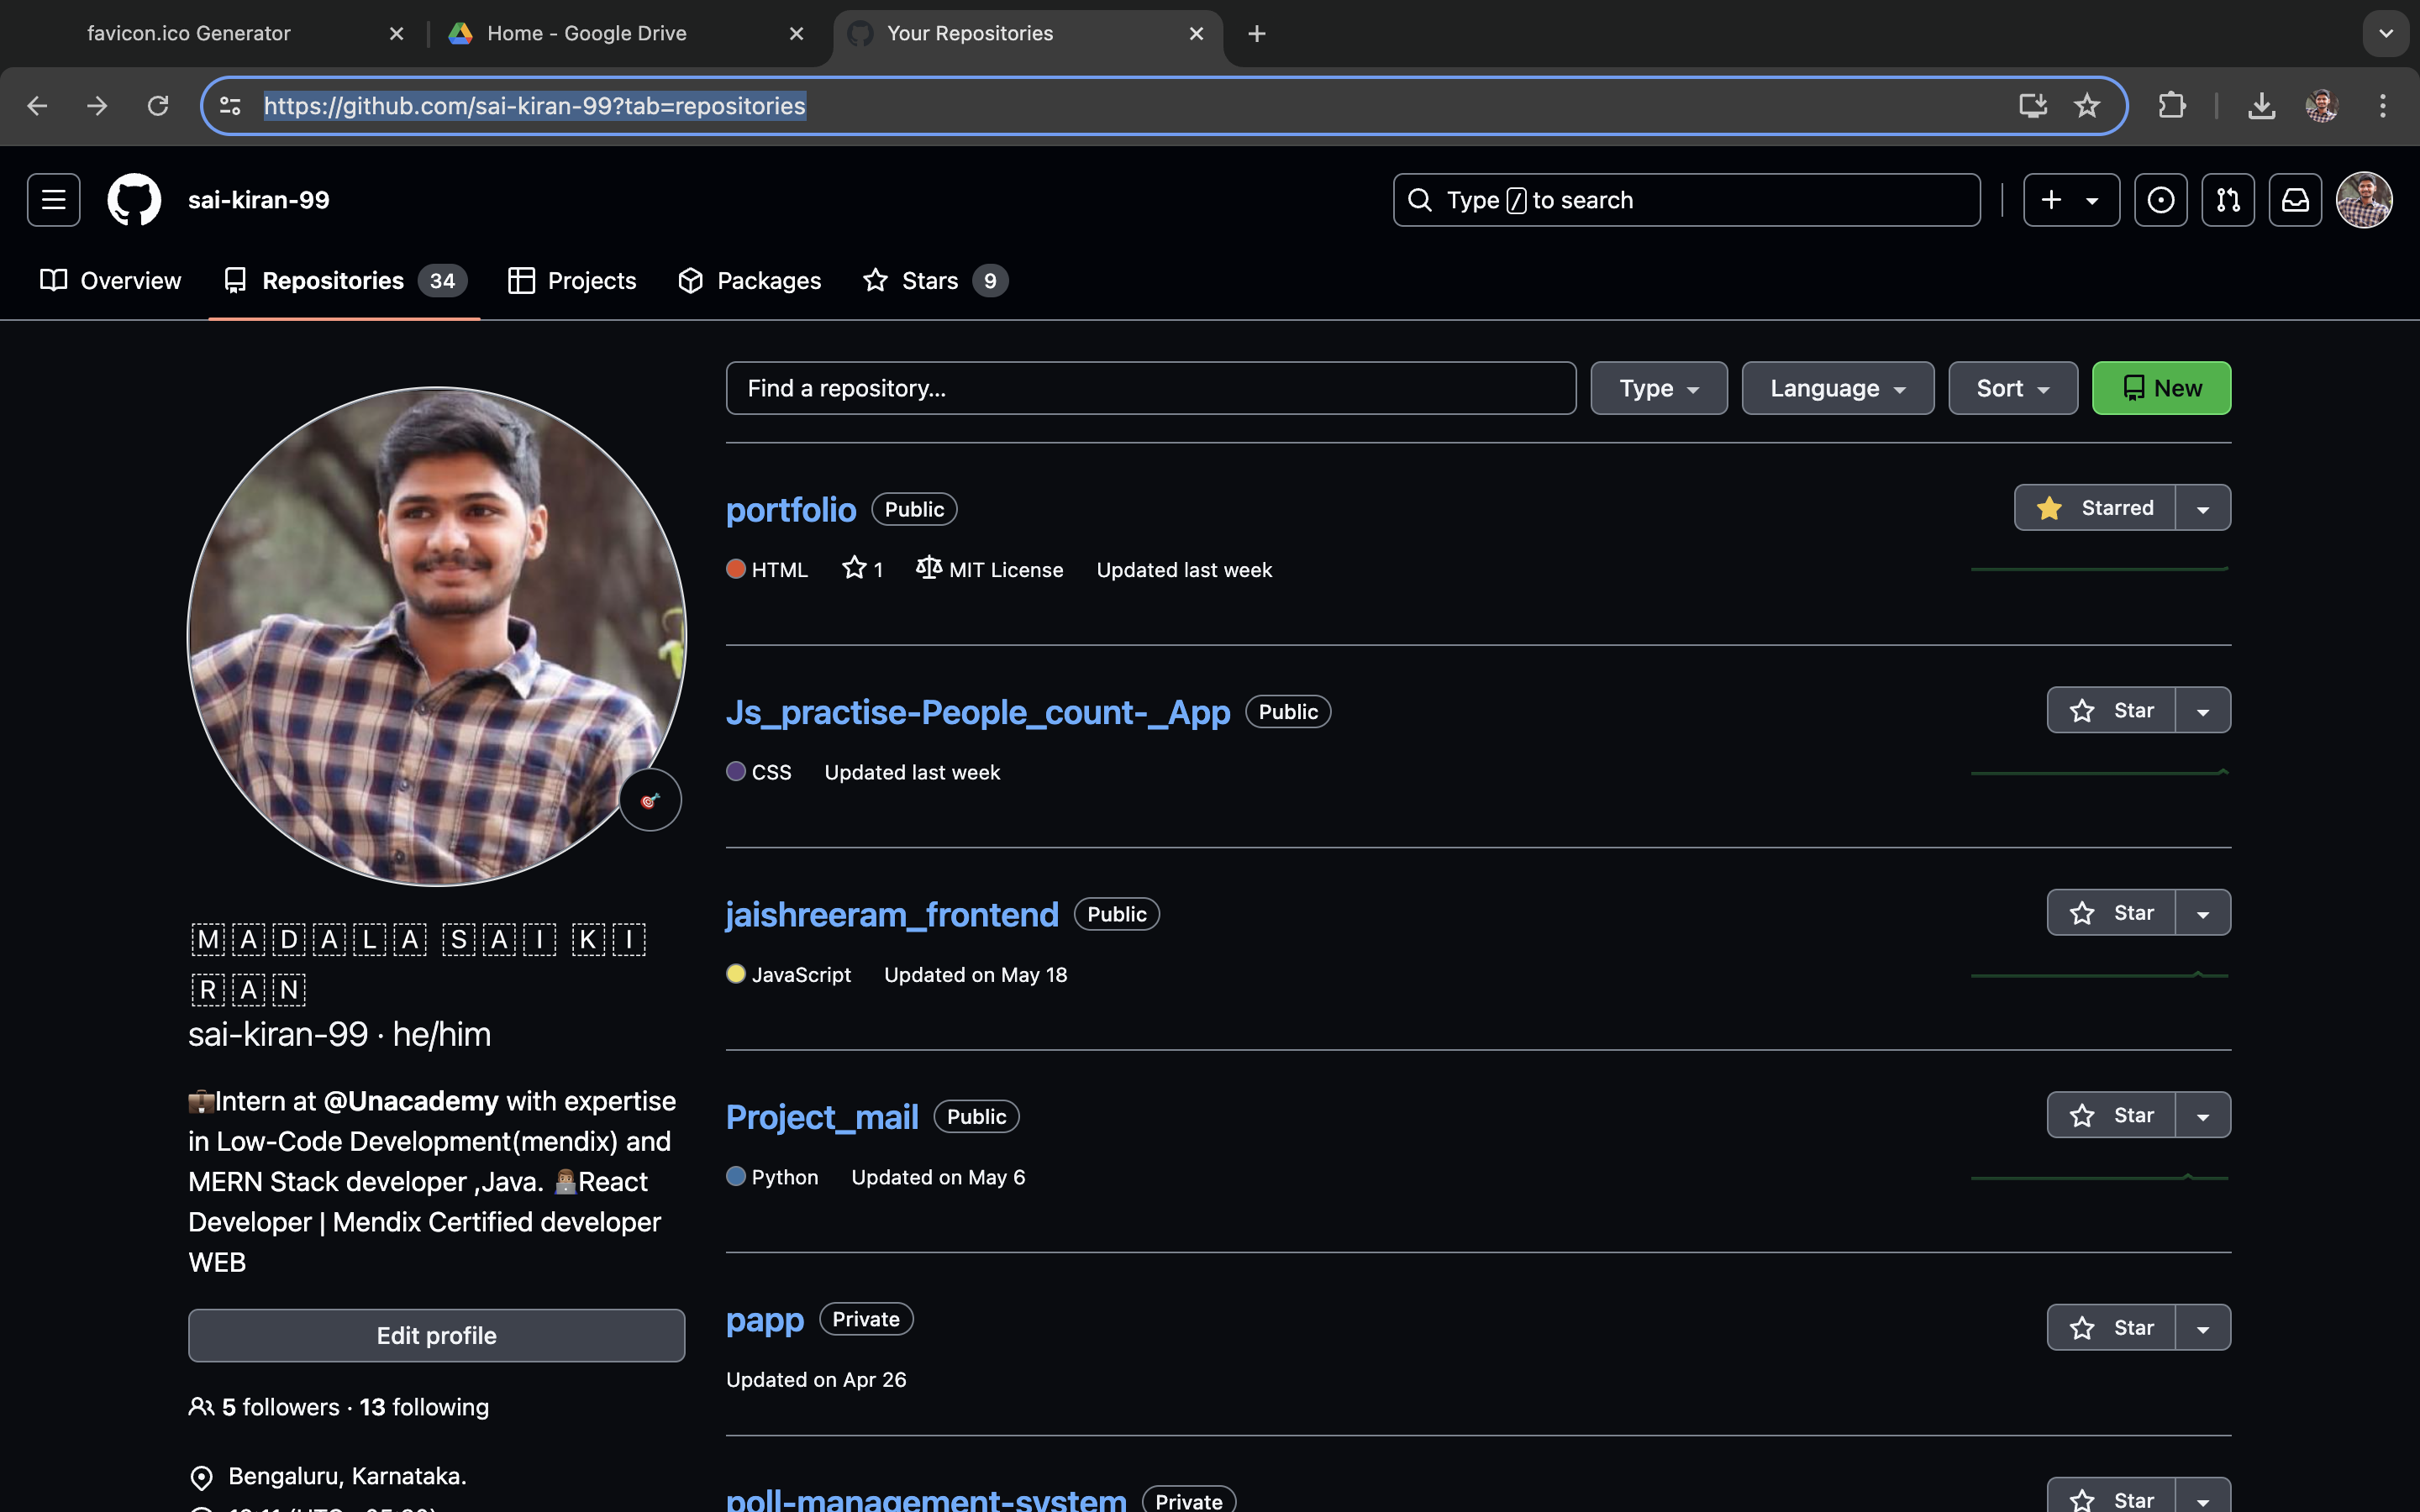 favicon.ico Generator
Home - Google Drive
Your Repositories
https://github.com/sai-kiran-99?tab=repositories
sai-kiran-99
Type / to search
Overview
Repositories 34
Projects
Packages
Stars 9
Find a repository...
Type
Language
Sort
New
portfolio Public
Starred
HTML 1 MIT License Updated last week
Js_practise-People_count-_App Public
Star
CSS Updated last week
jaishreeram_frontend Public
Star
JavaScript Updated on May 18
Project_mail Public
Star
Python Updated on May 6
papp Private
Star
Updated on Apr 26
poll-management-system Private
Star
🇲🇦🇩🇦🇱🇦 🇸🇦🇮 🇰🇮
🇷🇦🇳
sai-kiran-99 · he/him
💼Intern at @Unacademy with expertise
in Low-Code Development(mendix) and
MERN Stack developer ,Java. 👨🏽‍💻React
Developer | Mendix Certified developer
WEB
Edit profile
5 followers · 13 following
Bengaluru, Karnataka.